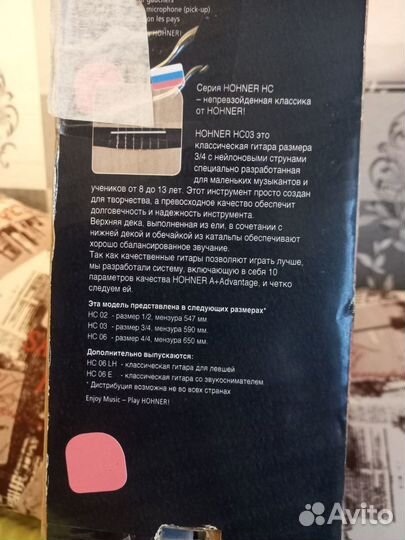 gauchers
microphone (pick-up)
on les pays
HOHNER!
Серия HOHNER HC
– непревзойденная классика
от HOHNER!
HOHNER HC03 это
классическая гитара размера
3/4 с нейлоновыми струнами
специально разработанная
для маленьких музыкантов и
учеников от 8 до 13 лет. Этот инструмент просто создан
для творчества, а превосходное качество обеспечит
долговечность и надежность инструмента.
Верхняя дека, выполненная из ели, в сочетании с
нижней декой и обечайкой из катальпы обеспечивают
хорошо сбалансированное звучание.
Так как качественные гитары позволяют играть лучше,
мы разработали систему, включающую в себя 10
параметров качества HOHNER A+Advantage, и четко
следуем ей.
Эта модель представлена в следующих размерах*
HC 02 - размер 1/2, мензура 547 мм.
HC 03 - размер 3/4, мензура 590 мм.
HC 06 - размер 4/4, мензура 650 мм.
Дополнительно выпускаются:
HC 06 LH - классическая гитара для левшей
HC 06 E - классическая гитара со звукоснимателем
* Дистрибуция возможна не во всех странах
Enjoy Music – Play HOHNER!
Avito